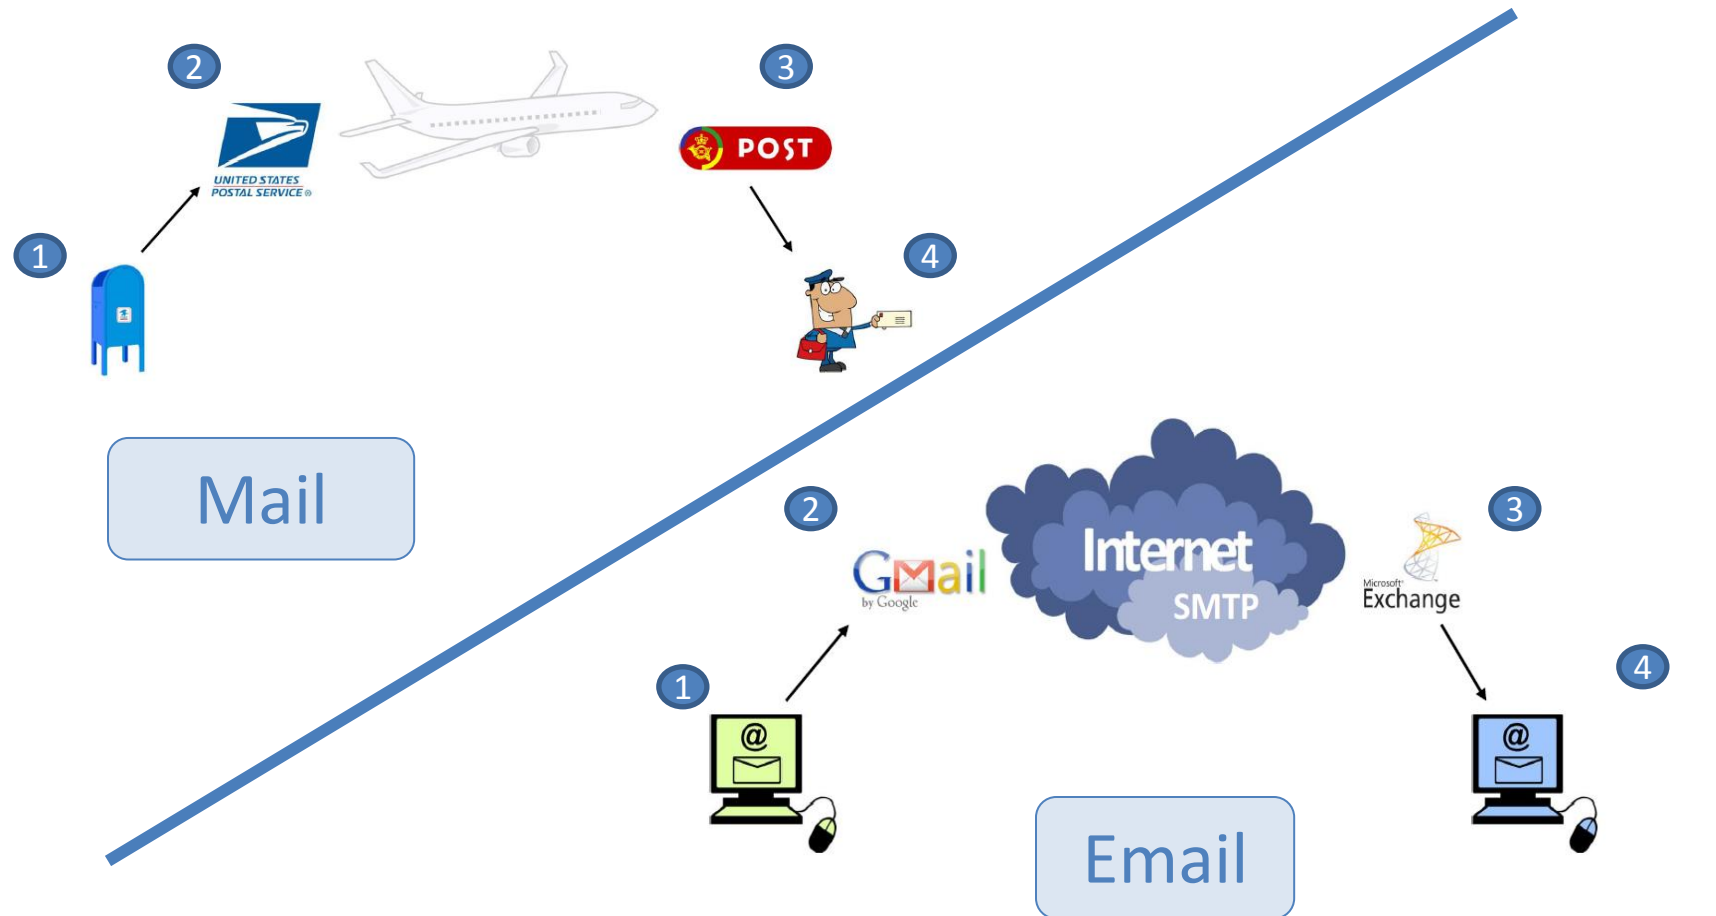 2
3
POST
UNITED STATES
POSTAL SERVICE®
1
4
Mail
2
3
Internet
SMTP
GMail
by Google
Microsoft®
Exchange
1
4
@
@
Email